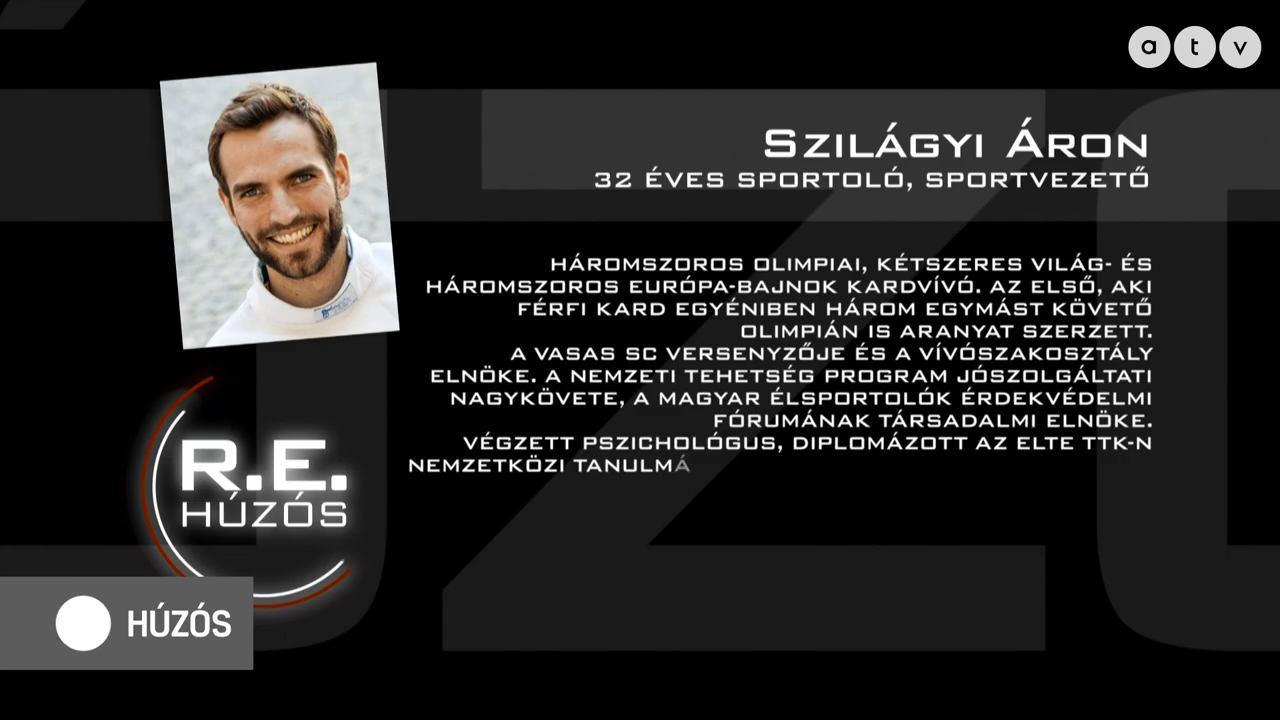 atv
Szilágyi Áron
32 ÉVES SPORTOLÓ, SPORTVEZETŐ
HÁROMSZOROS OLIMPIAI, KÉTSZERES VILÁG- ÉS
HÁROMSZOROS EURÓPA-BAJNOK KARDVÍVÓ. AZ ELSŐ, AKI
FÉRFI KARD EGYÉNIBEN HÁROM EGYMÁST KÖVETŐ
OLIMPIÁN IS ARANYAT SZERZETT.
A VASAS SC VERSENYZŐJE ÉS A VÍVÓSZAKOSZTÁLY
ELNÖKE. A NEMZETI TEHETSÉG PROGRAM JÓSZOLGÁLTATI
NAGYKÖVETE, A MAGYAR ÉLSPORTOLÓK ÉRDEKVÉDELMI
FÓRUMÁNAK TÁRSADALMI ELNÖKE.
VÉGZETT PSZICHOLÓGUS, DIPLOMÁZOTT AZ ELTE TTK-N
NEMZETKÖZI TANULMÁ
R.E.
HÚZÓS
HÚZÓS